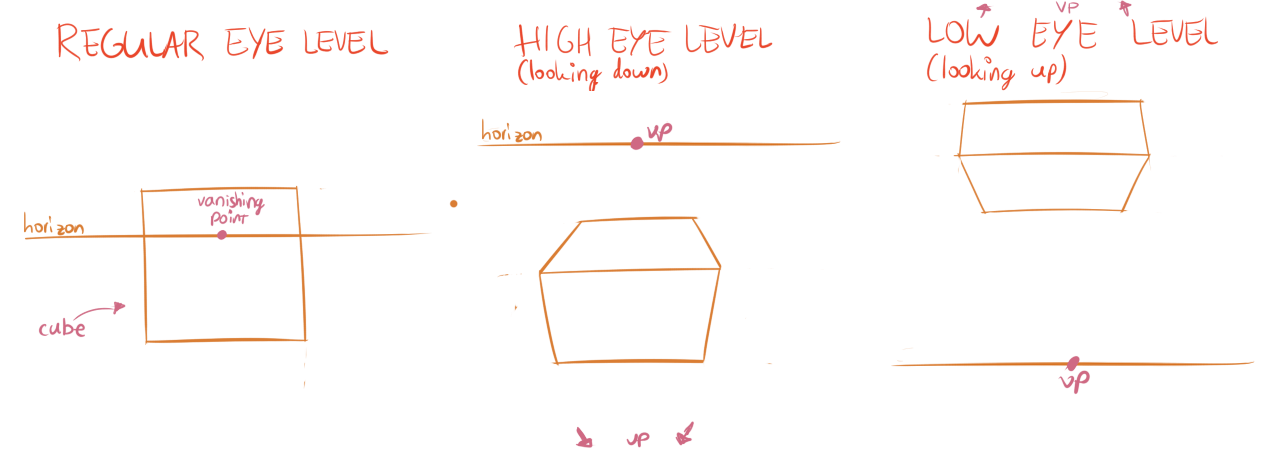 REGULAR EYE LEVEL
horizon
vanishing
point
cube
HIGH EYE LEVEL
(looking down)
horizon
VP
VP
VP
LOW EYE LEVEL
(looking up)
VP